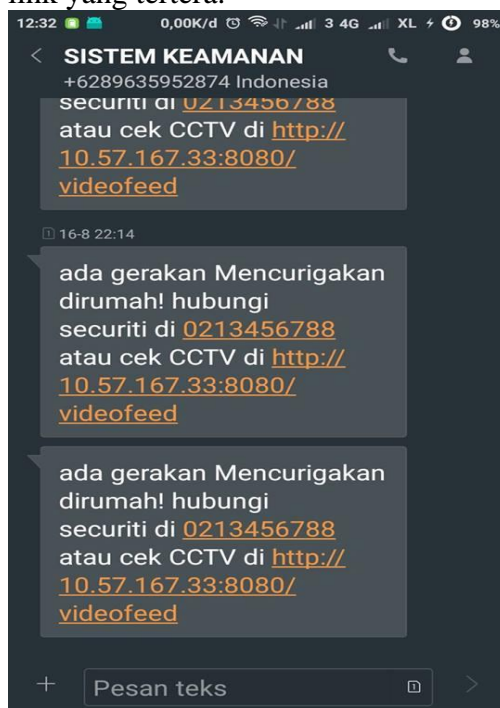 link yang tertera.
12:32 0,00K/d 3 4G XL 98%
SISTEM KEAMANAN
+6289635952874 Indonesia
securiti di 0213456788
atau cek CCTV di http://
10.57.167.33:8080/
videofeed
1 16-8 22:14
ada gerakan Mencurigakan
dirumah! hubungi
securiti di 0213456788
atau cek CCTV di http://
10.57.167.33:8080/
videofeed
ada gerakan Mencurigakan
dirumah! hubungi
securiti di 0213456788
atau cek CCTV di http://
10.57.167.33:8080/
videofeed
Pesan teks 1